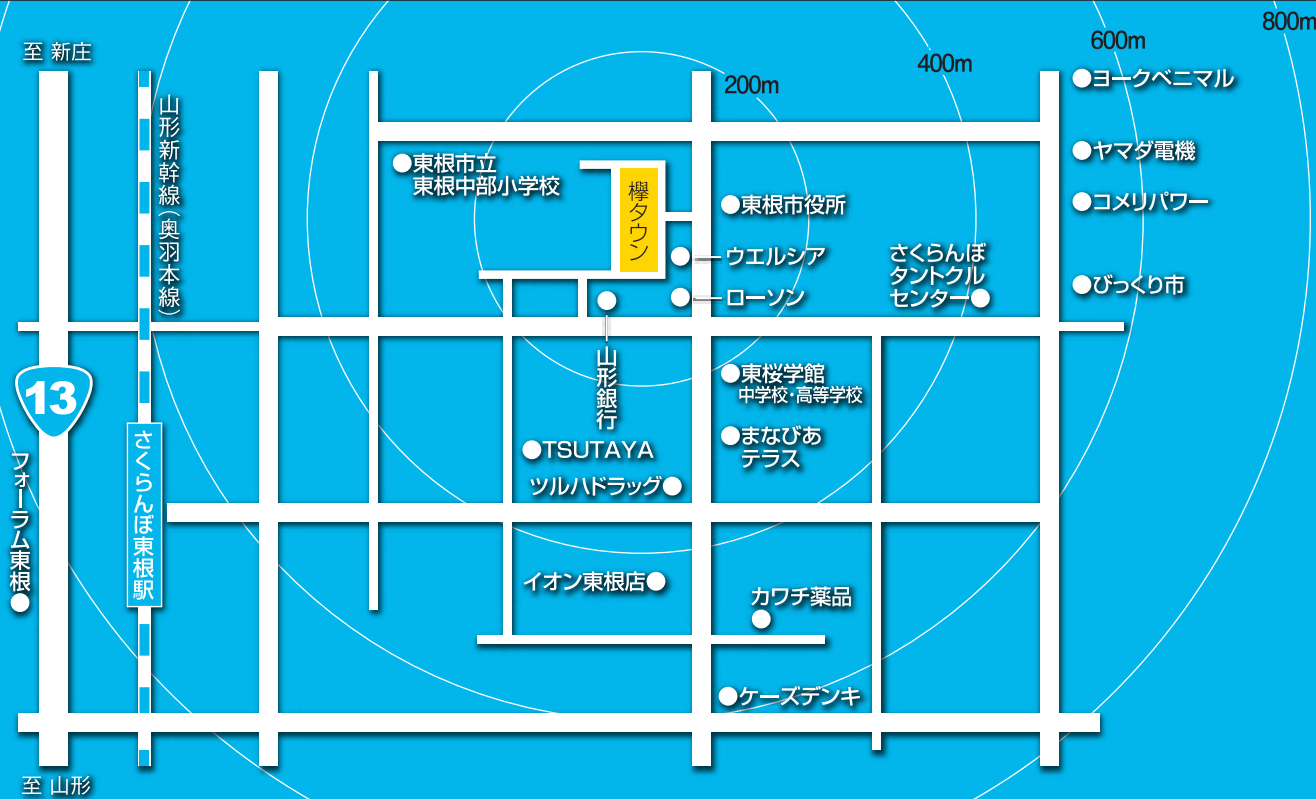 至 新庄
山形新幹線（奥羽本線）
200m
400m
600m
800m
東根市立
東根中部小学校
欅タウン
東根市役所
ウエルシア
ローソン
さくらんぼ
タントクル
センター
ヨークベニマル
ヤマダ電機
コメリパワー
びっくり市
13
山形銀行
東桜学館
中学校・高等学校
まなびあ
テラス
TSUTAYA
ツルハドラッグ
さくらんぼ東根駅
フォーラム東根
イオン東根店
カワチ薬品
ケーズデンキ
至 山形